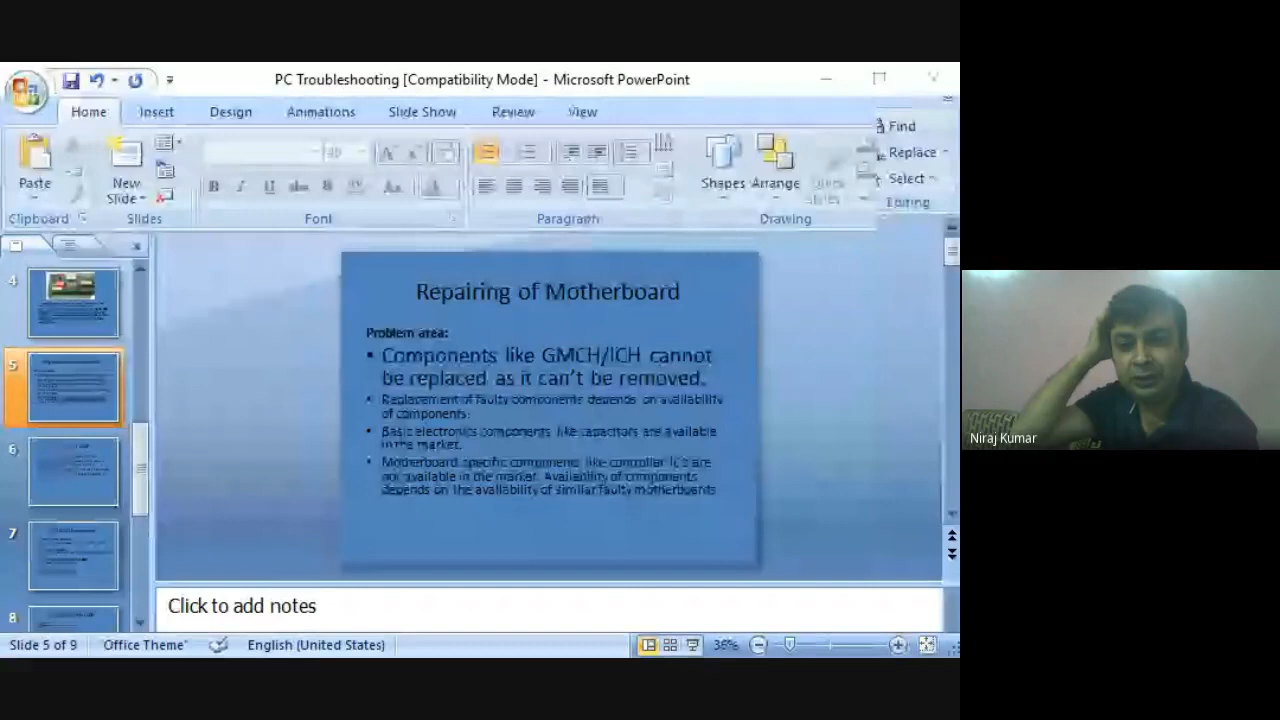 PC Troubleshooting [Compatibility Mode] - Microsoft PowerPoint
Home Insert Design Animations Slide Show Review View
Find
Replace
Select
Editing
Paste
New
Slide
Shapes Arrange
Clipboard Slides Font Paragraph Drawing
4
5
6
7
8
Repairing of Motherboard
Problem area:
• Components like GMCH/ICH cannot
be replaced as it can't be removed.
• Replacement of faulty components depends on availability
of components.
• Basic electronics components like capacitors are available
in the market.
• Motherboard specific components like controller are
not available in the market. Availability of components
depends on the availability of similar faulty motherboards
Click to add notes
Slide 5 of 9 "Office Theme" English (United States) 36%
Niraj Kumar